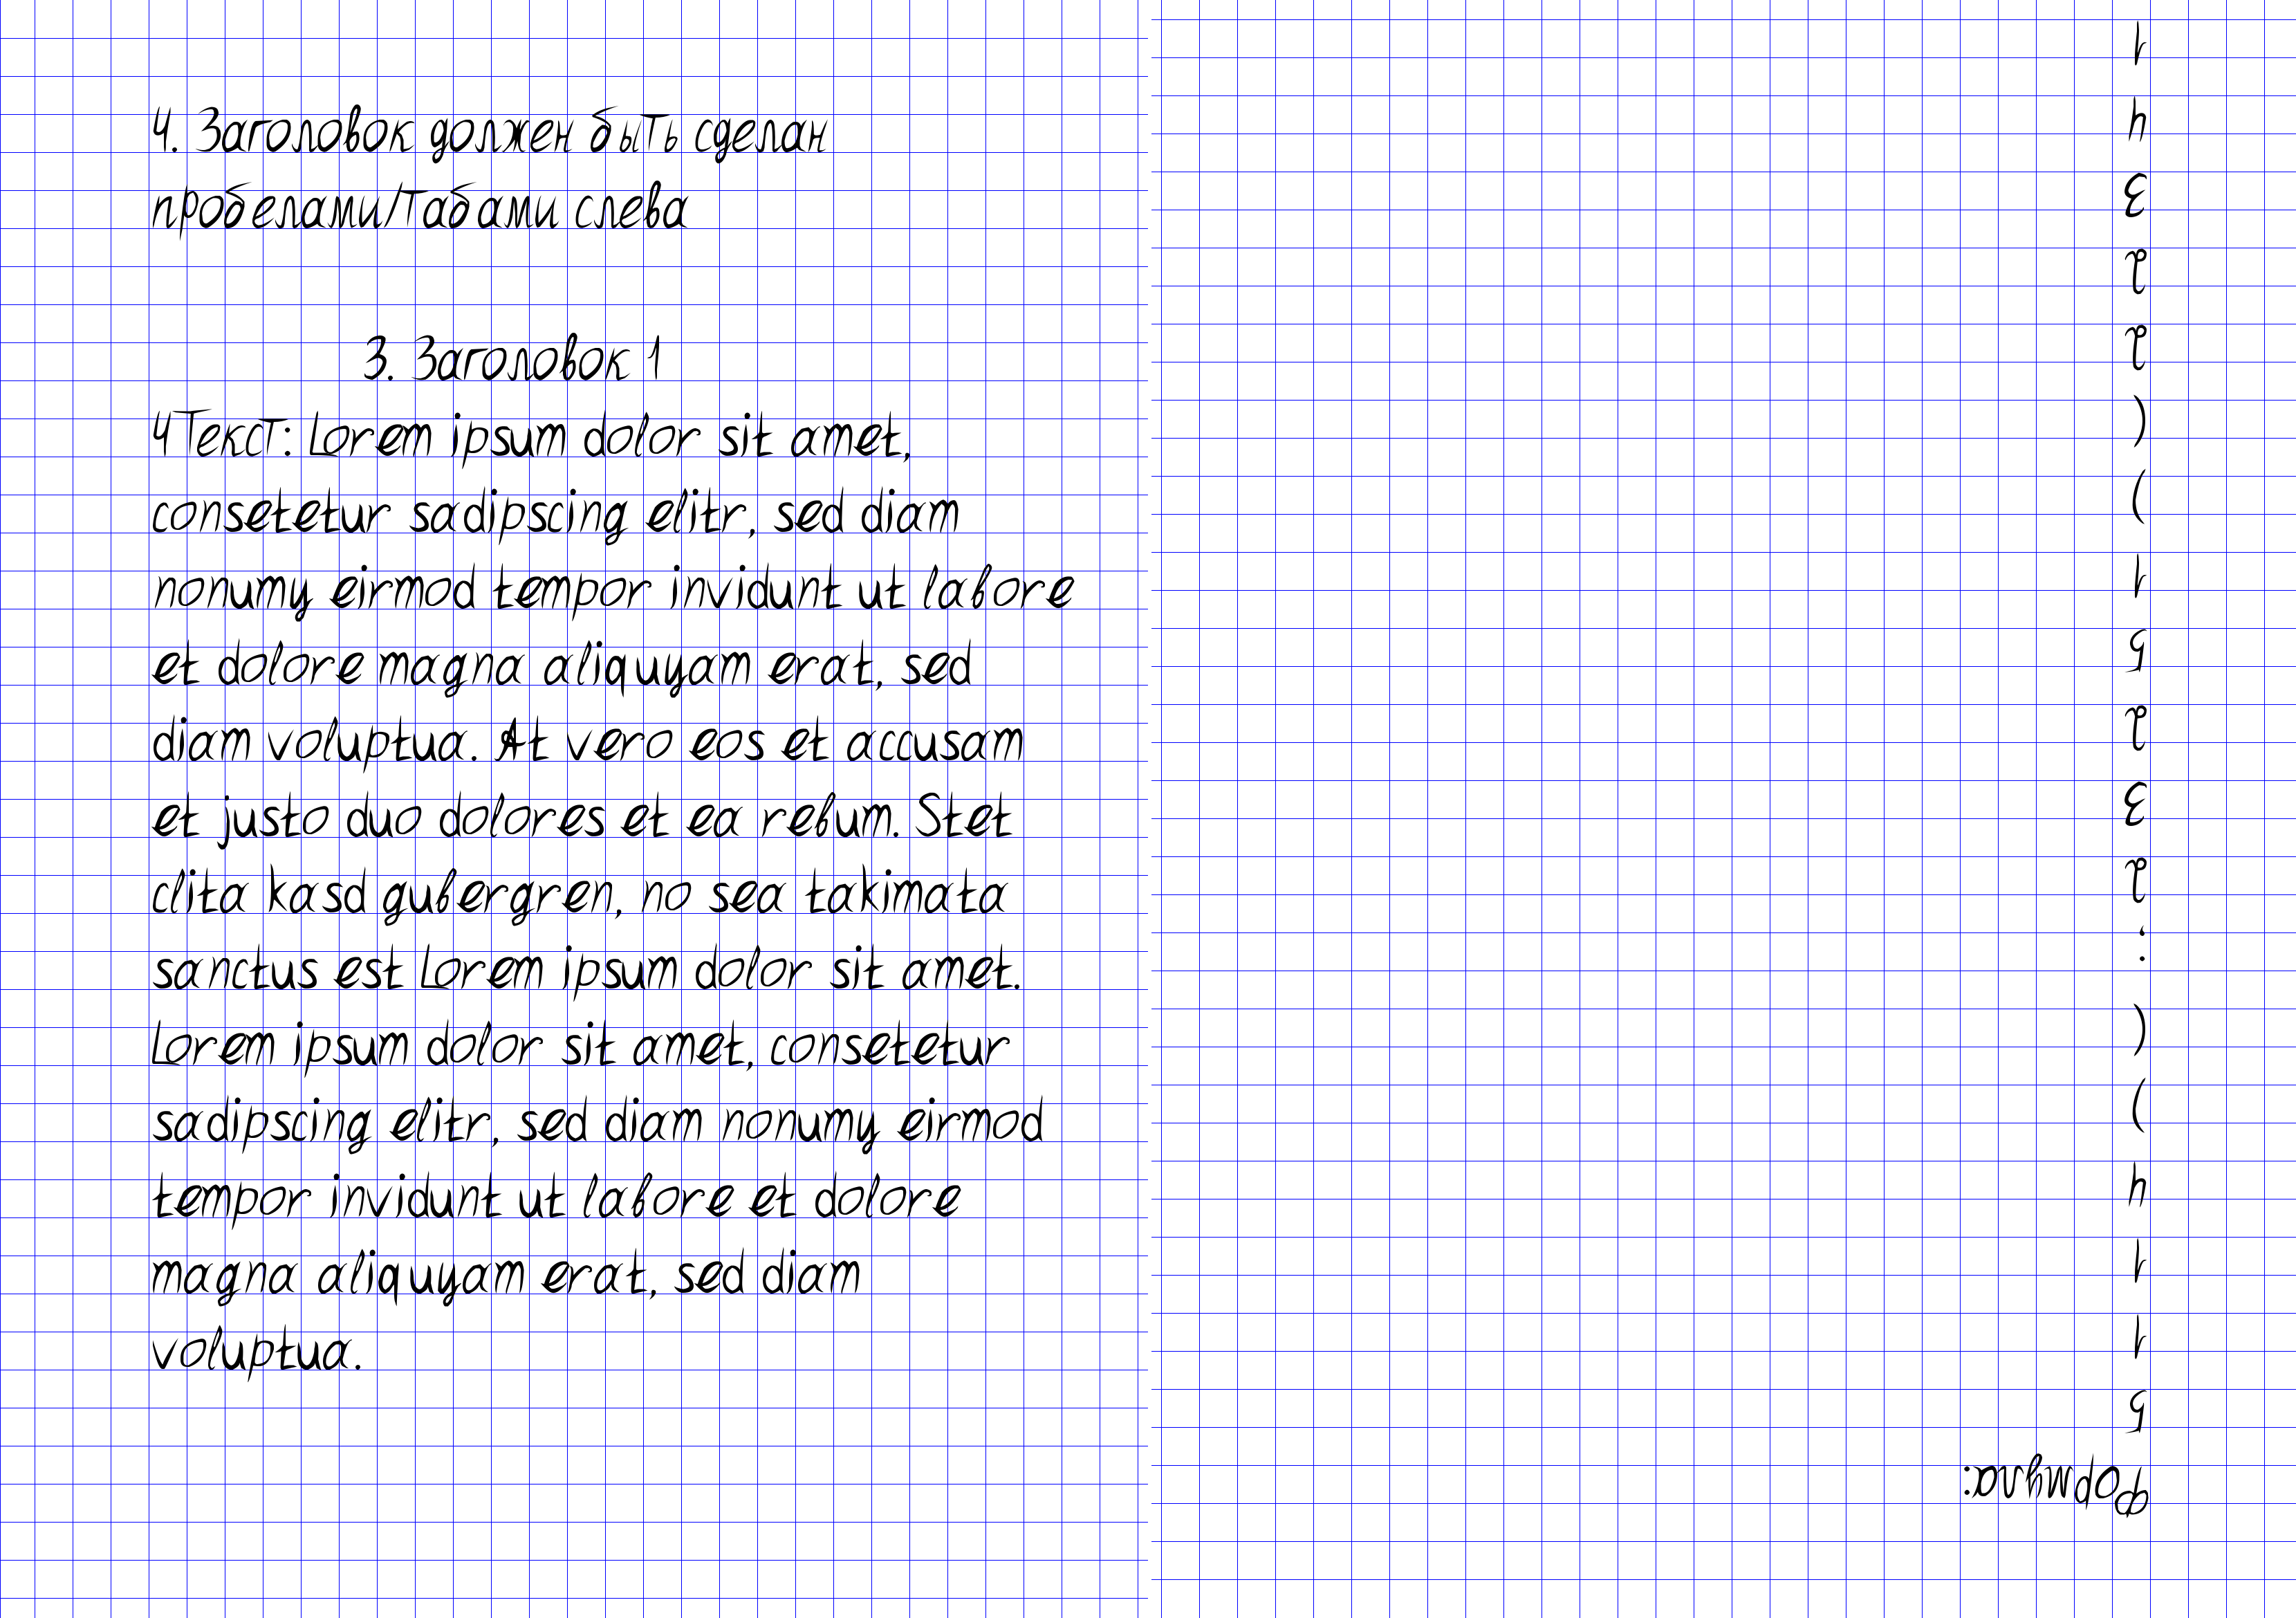 4. Заголовок должен быть сделан
пробелами/табами слева
3. Заголовок 1
4Текст: Lorem ipsum dolor sit amet,
consetetur sadipscing elitr, sed diam
nonumy eirmod tempor invidunt ut labore
et dolore magna aliquyam erat, sed
diam voluptua. At vero eos et accusam
et justo duo dolores et ea rebum. Stet
clita kasd gubergren, no sea takimata
sanctus est Lorem ipsum dolor sit amet.
Lorem ipsum dolor sit amet, consetetur
sadipscing elitr, sed diam nonumy eirmod
tempor invidunt ut labore et dolore
magna aliquyam erat, sed diam
voluptua.
Формула:
5
1
1
4
)
(
:
2
3
2
5
1
)
(
2
2
3
4
1